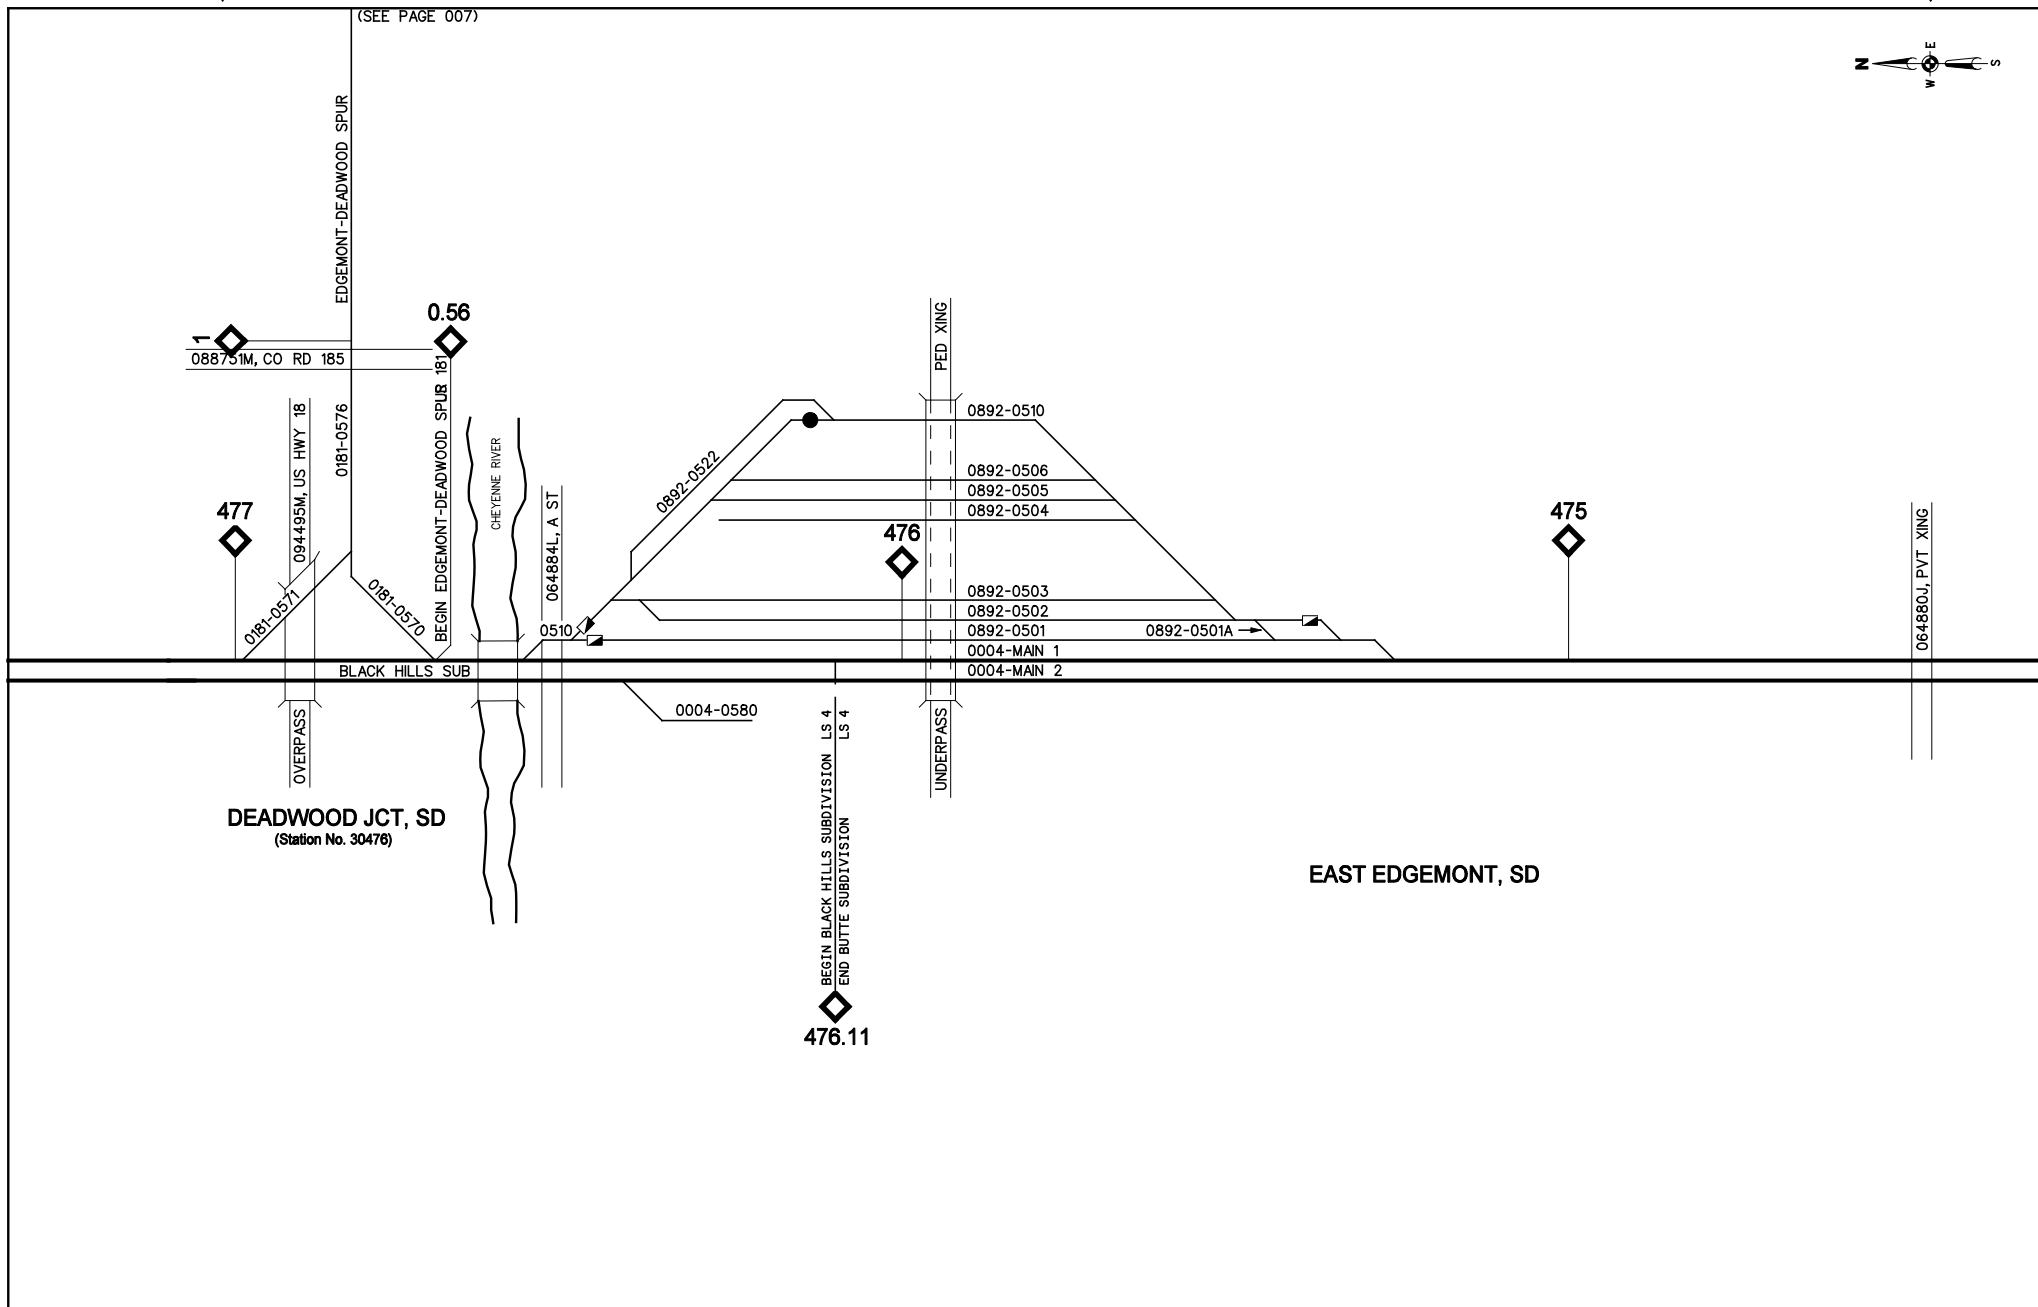 (SEE PAGE 007)
N
E
W
S
EDGEMONT-DEADWOOD SPUR
1
0.56
088751M, CO RD 185
BEGIN EDGEMONT-DEADWOOD SPUR
LS 181
PED XING
094495M, US HWY 18
0181-0576
CHEYENNE RIVER
0892-0510
0892-0522
0892-0506
0892-0505
0892-0504
477
476
475
064884L, A ST
064880J, PVT XING
0181-0571
0181-0570
0892-0503
0892-0502
0510
0892-0501
0892-0501A
0004-MAIN 1
BLACK HILLS SUB
0004-MAIN 2
0004-0580
OVERPASS
UNDERPASS
BEGIN BLACK HILLS SUBDIVISION LS 4
END BUTTE SUBDIVISION LS 4
DEADWOOD JCT, SD
(Station No. 30476)
EAST EDGEMONT, SD
476.11